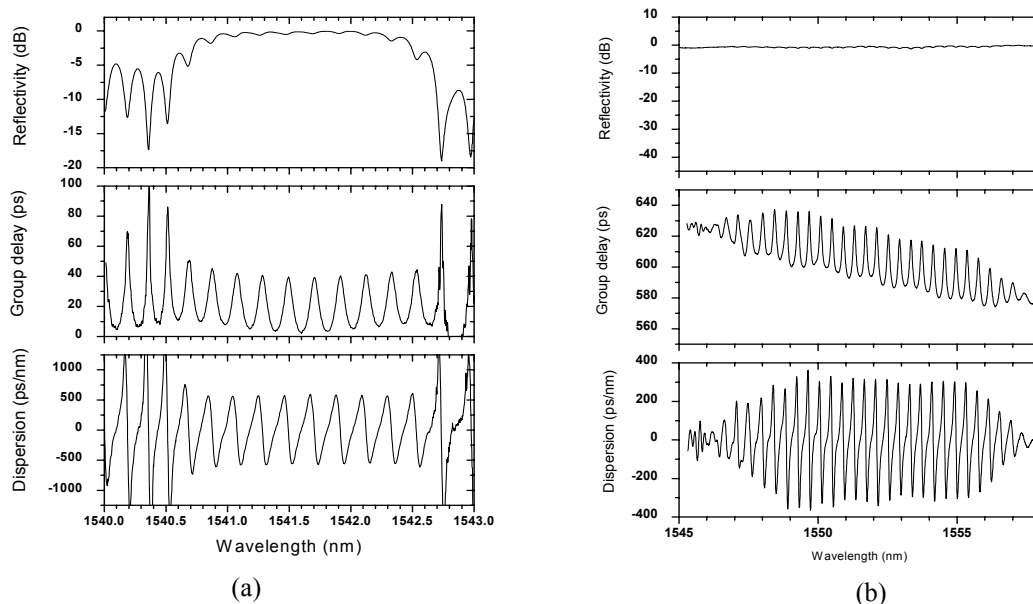 0
-5
-10
-15
-20
Reflectivity (dB)
100
80
60
40
20
0
Group delay (ps)
1000
500
0
-500
-1000
Dispersion (ps/nm)
1540.0 1540.5 1541.0 1541.5 1542.0 1542.5 1543.0
Wavelength (nm)
(a)
10
0
-10
-20
-30
-40
Reflectivity (dB)
640
620
600
580
560
Group delay (ps)
400
200
0
-200
-400
Dispersion (ps/nm)
1545 1550 1555
Wavelength (nm)
(b)